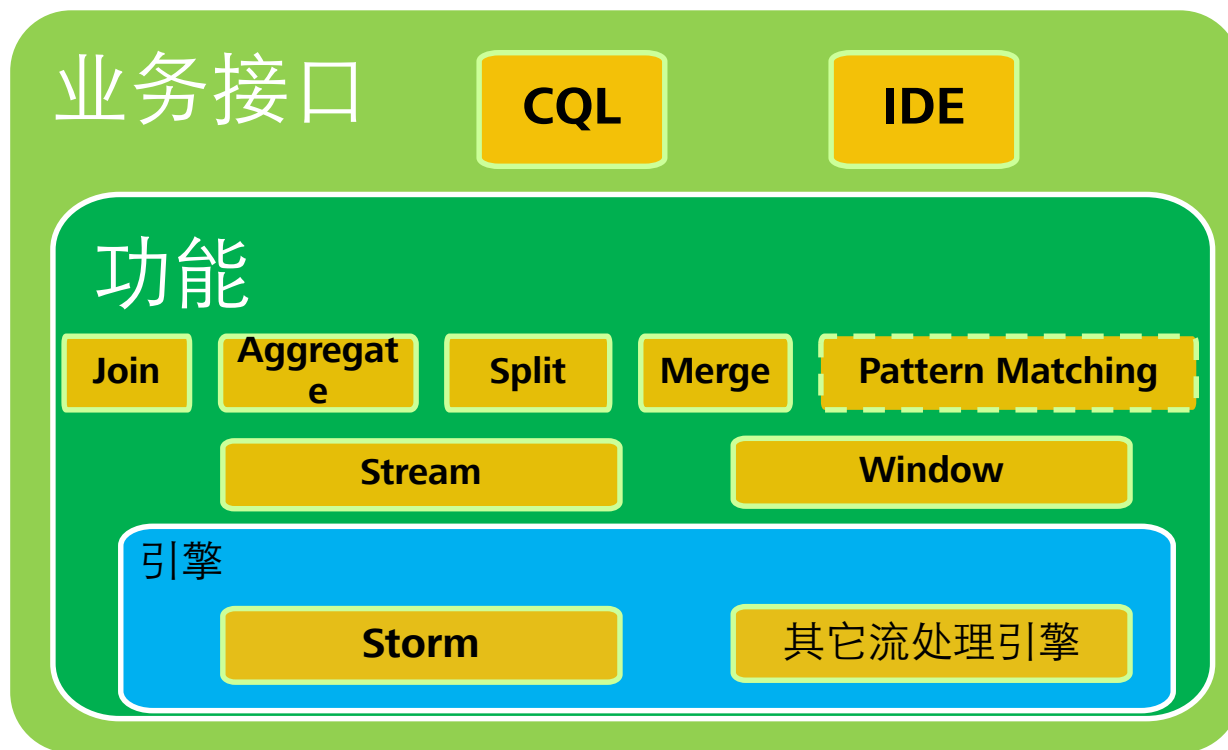 业务接口
CQL
IDE
功能
Join
Aggregat
e
Split
Merge
Pattern Matching
Stream
Window
引擎
Storm
其它流处理引擎